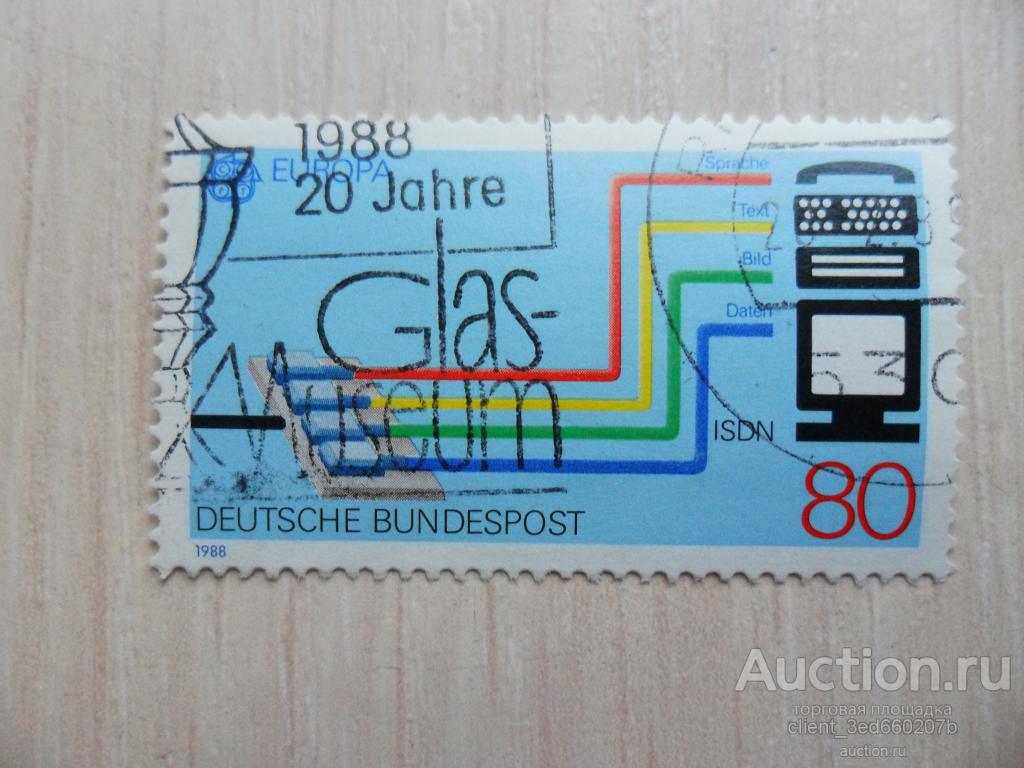 1988
20 Jahre
Glas-
Museum
EUROPA
Sprache
Text
Bild
Daten
ISDN
80
DEUTSCHE BUNDESPOST
1988
Auction.ru
торговая площадка
client_3ed660207b
auction.ru